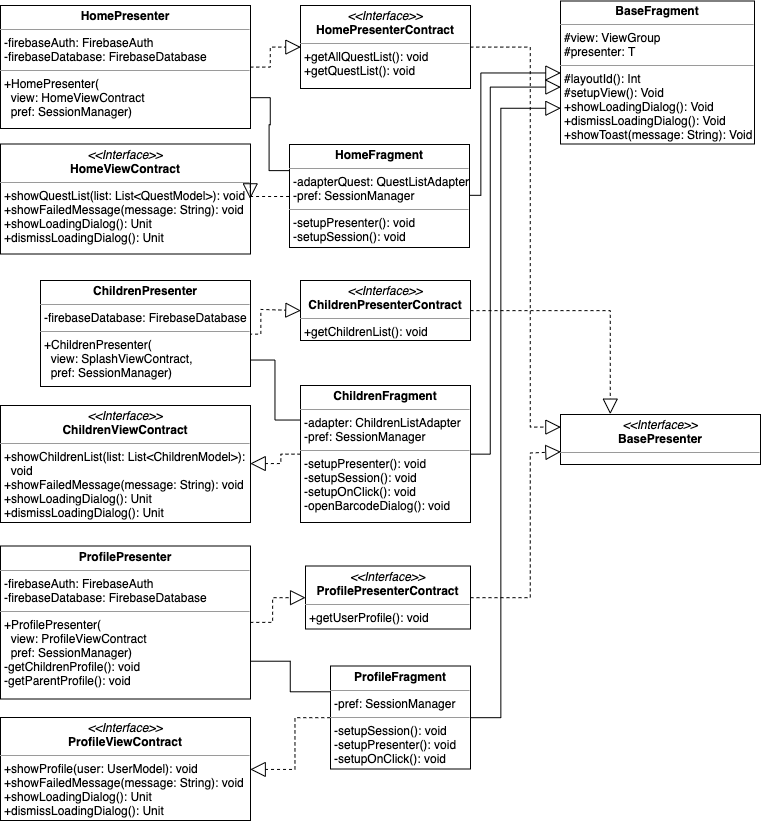 HomePresenter
-firebaseAuth: FirebaseAuth
-firebaseDatabase: FirebaseDatabase
+HomePresenter(
view: HomeViewContract
pref: SessionManager)
<<Interface>>
HomePresenterContract
+getAllQuestList(): void
+getQuestList(): void
BaseFragment
#view: ViewGroup
#presenter: T
#layoutId(): Int
#setupView(): Void
+showLoadingDialog(): Void
+dismissLoadingDialog(): Void
+showToast(message: String): Void
<<Interface>>
HomeViewContract
+showQuestList(list: List<QuestModel>): void
+showFailedMessage(message: String): void
+showLoadingDialog(): Unit
+dismissLoadingDialog(): Unit
HomeFragment
-adapterQuest: QuestListAdapter
-pref: SessionManager
-setupPresenter(): void
-setupSession(): void
ChildrenPresenter
-firebaseDatabase: FirebaseDatabase
+ChildrenPresenter(
view: SplashViewContract,
pref: SessionManager)
<<Interface>>
ChildrenPresenterContract
+getChildrenList(): void
<<Interface>>
ChildrenViewContract
+showChildrenList(list: List<ChildrenModel>):
void
+showFailedMessage(message: String): void
+showLoadingDialog(): Unit
+dismissLoadingDialog(): Unit
ChildrenFragment
-adapter: ChildrenListAdapter
-pref: SessionManager
-setupPresenter(): void
-setupSession(): void
-setupOnClick(): void
-openBarcodeDialog(): void
<<Interface>>
BasePresenter
ProfilePresenter
-firebaseAuth: FirebaseAuth
-firebaseDatabase: FirebaseDatabase
+ProfilePresenter(
view: ProfileViewContract
pref: SessionManager)
-getChildrenProfile(): void
-getParentProfile(): void
<<Interface>>
ProfilePresenterContract
+getUserProfile(): void
ProfileFragment
-pref: SessionManager
-setupSession(): void
-setupPresenter(): void
-setupOnClick(): void
<<Interface>>
ProfileViewContract
+showProfile(user: UserModel): void
+showFailedMessage(message: String): void
+showLoadingDialog(): Unit
+dismissLoadingDialog(): Unit